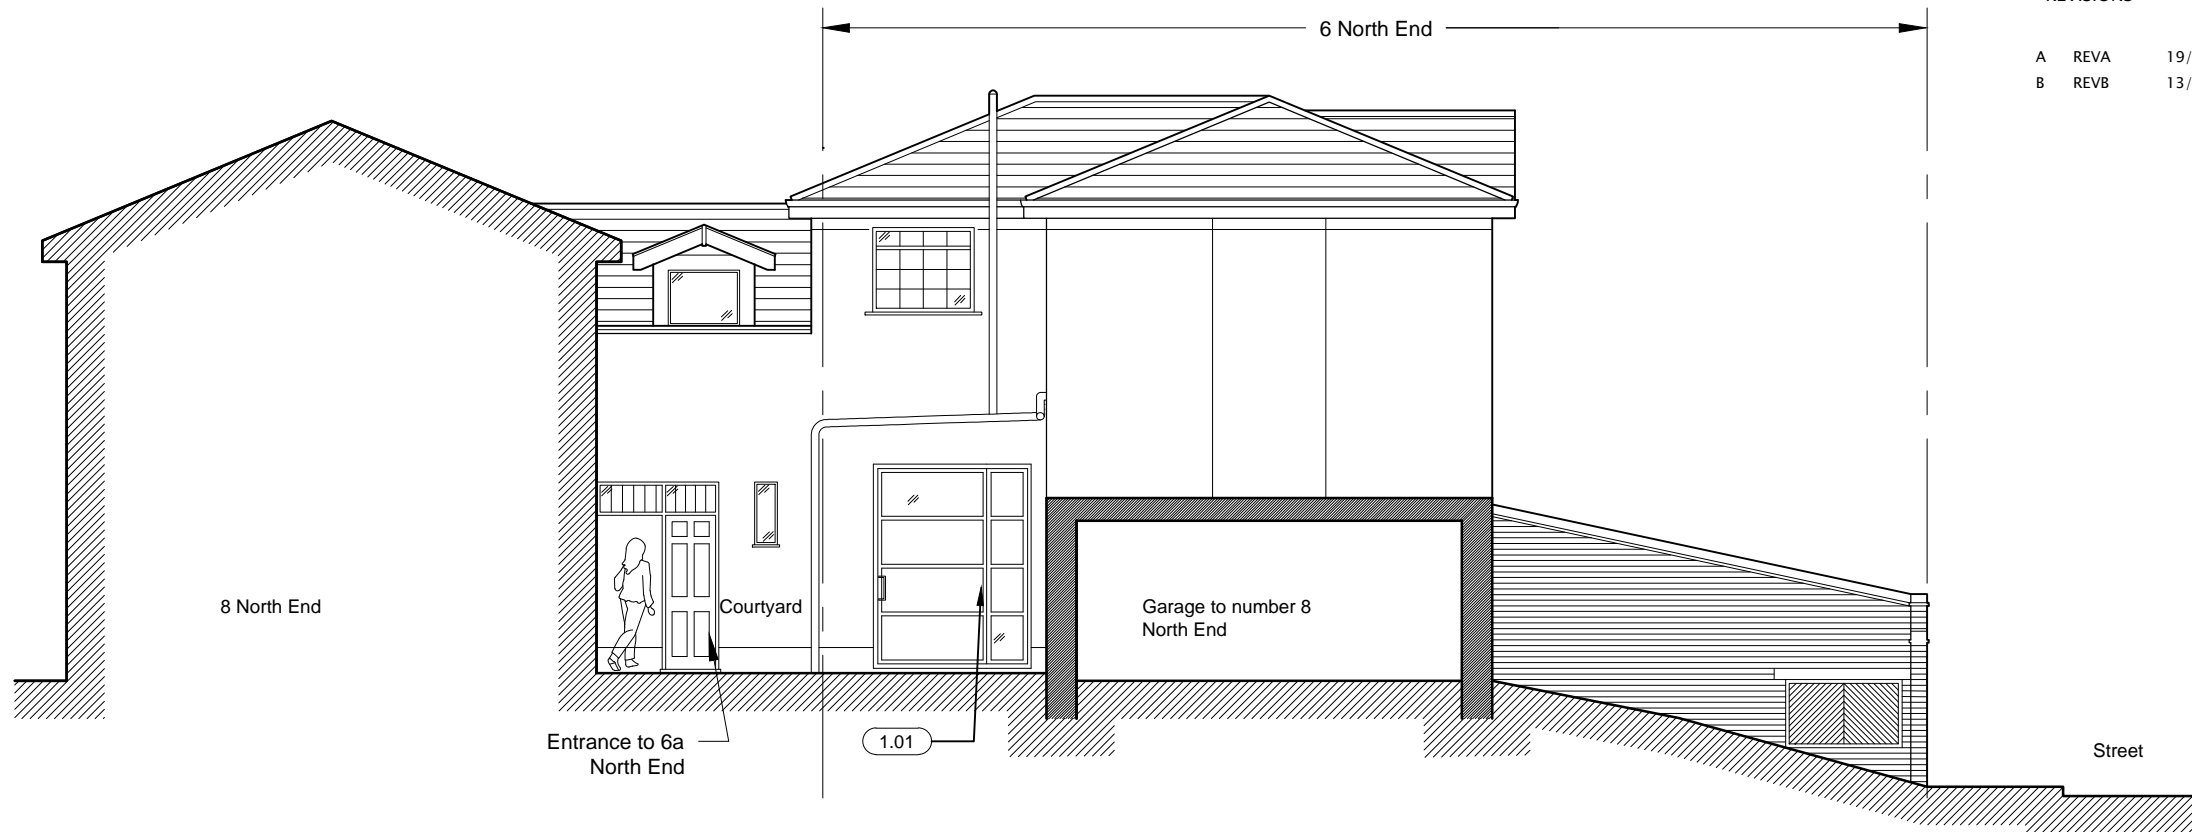 6 North End
A REVA 19/
B REVB 13/
8 North End
Courtyard
Garage to number 8
North End
Entrance to 6a
North End
1.01
Street